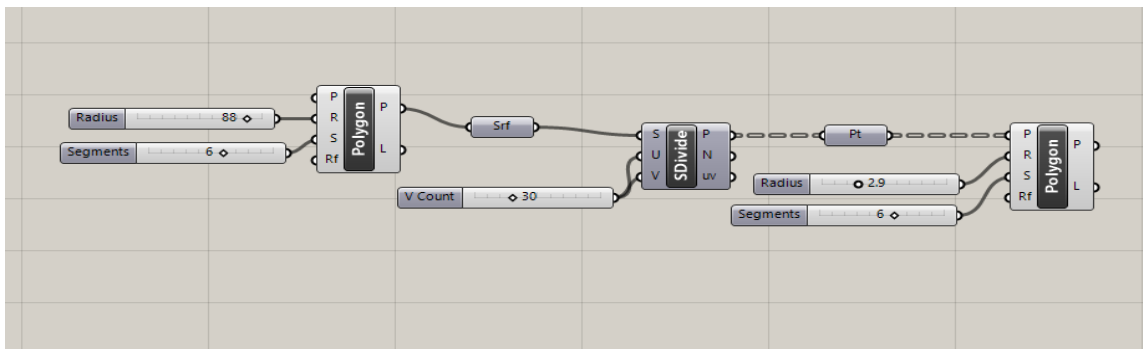 Radius 88
Segments 6
P
R
S
Rf
Polygon
P
L
Srf
V Count 30
S
U
V
SDivide
P
N
uv
Pt
Radius 2.9
Segments 6
P
R
S
Rf
Polygon
P
L